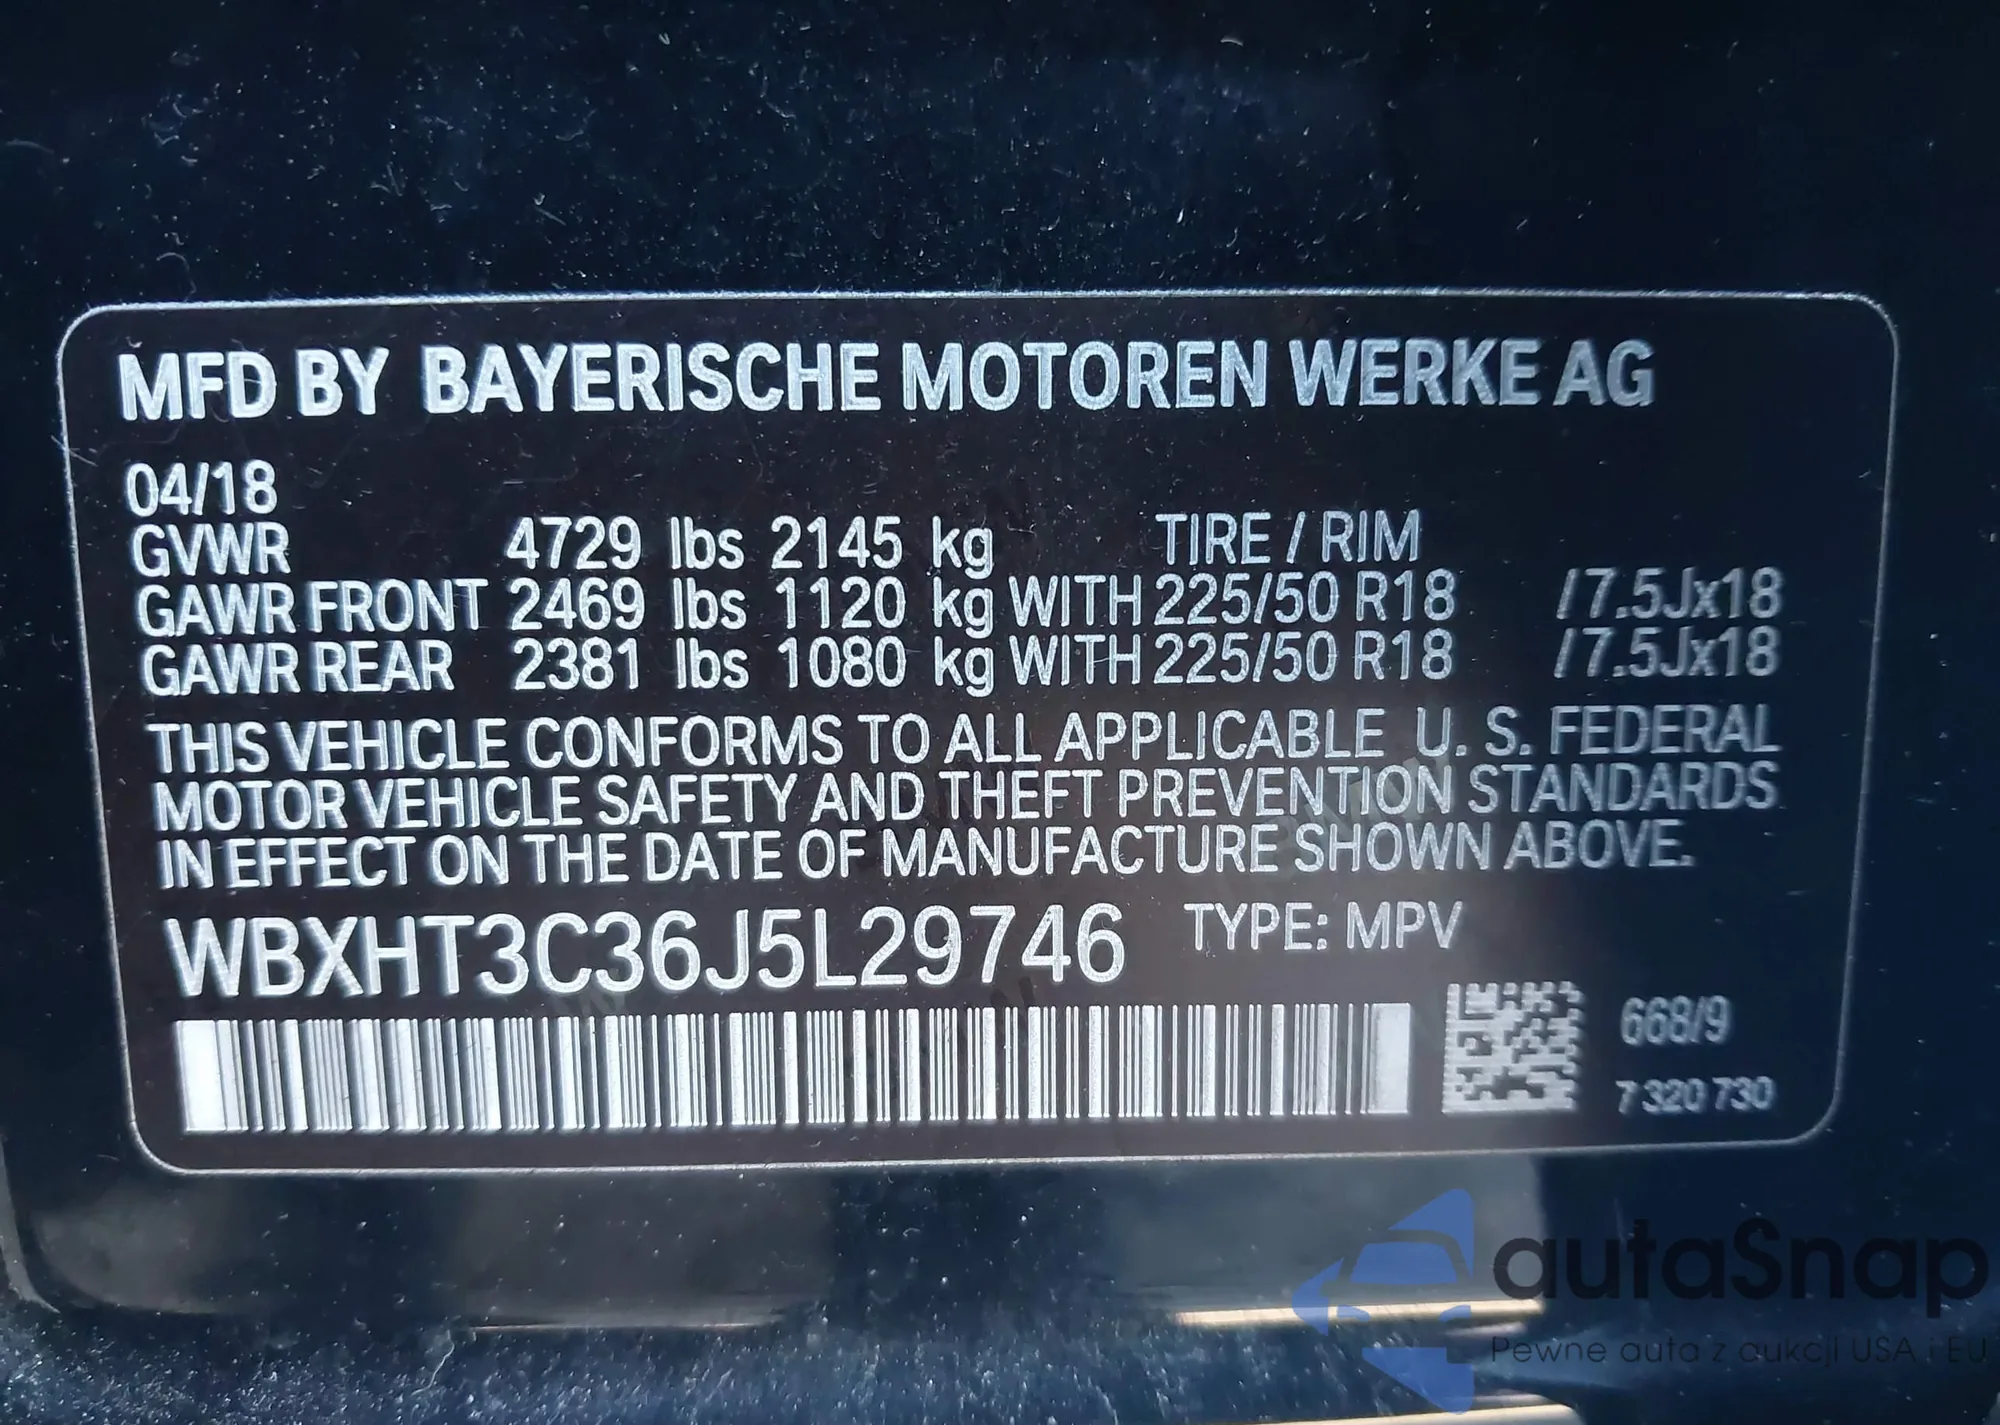 MFD BY BAYERISCHE MOTOREN WERKE AG
04/18
GVWR 4729 lbs 2145 kg TIRE / RIM
GAWR FRONT 2469 lbs 1120 kg WITH 225/50 R18 /7.5Jx18
GAWR REAR 2381 lbs 1080 kg WITH 225/50 R18 /7.5Jx18
THIS VEHICLE CONFORMS TO ALL APPLICABLE U. S. FEDERAL
MOTOR VEHICLE SAFETY AND THEFT PREVENTION STANDARDS
IN EFFECT ON THE DATE OF MANUFACTURE SHOWN ABOVE.
WBXHT3C36J5L29746 TYPE: MPV
668/9
7 320 730
autaSnap
Pewne auta z aukcji USA i EU